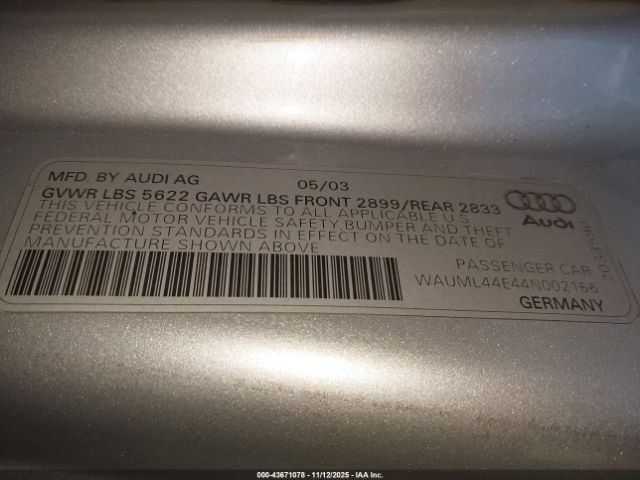 MFD. BY AUDI AG 05/03
GVWR LBS 5622 GAWR LBS FRONT 2899/REAR 2833
THIS VEHICLE CONFORMS TO ALL APPLICABLE U S
FEDERAL MOTOR VEHICLE SAFETY, BUMPER AND THEFT
PREVENTION STANDARDS IN EFFECT ON THE DATE OF
MANUFACTURE SHOWN ABOVE
Audi
PASSENGER CAR
WAUML44E44N002166
GERMANY
000-43671078 - 11/12/2025 - IAA Inc.